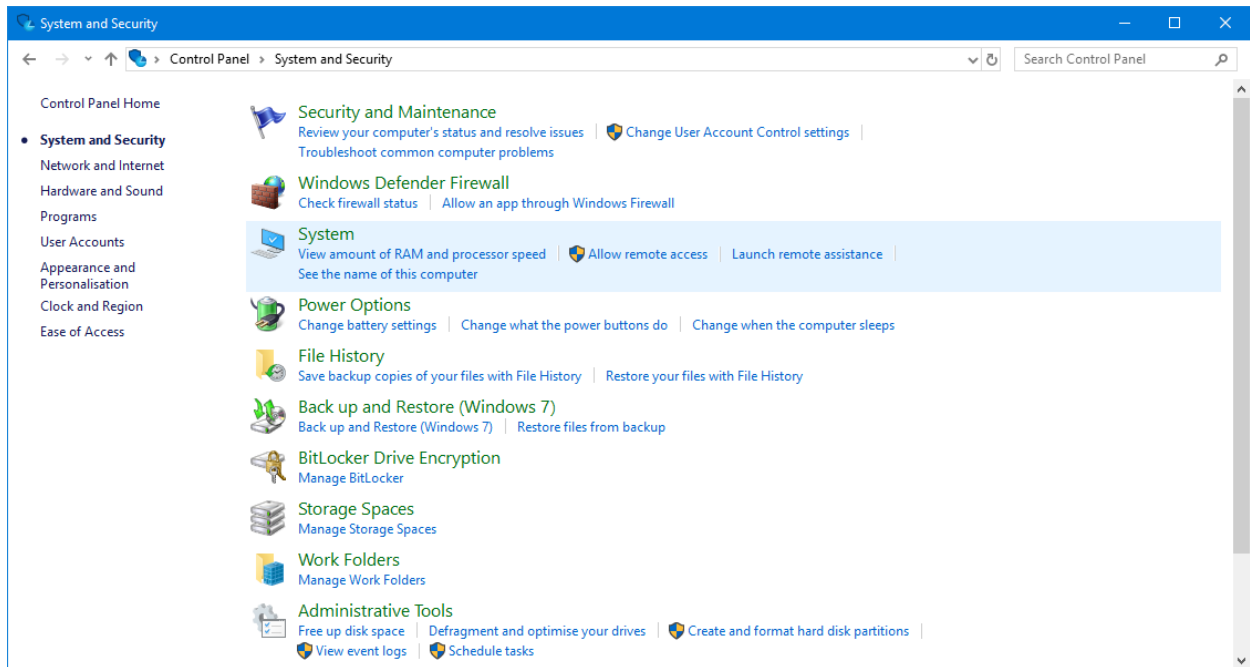 System and Security
Control Panel > System and Security
Search Control Panel
Control Panel Home
System and Security
Network and Internet
Hardware and Sound
Programs
User Accounts
Appearance and
Personalisation
Clock and Region
Ease of Access
Security and Maintenance
Review your computer's status and resolve issues
Change User Account Control settings
Troubleshoot common computer problems
Windows Defender Firewall
Check firewall status
Allow an app through Windows Firewall
System
View amount of RAM and processor speed
Allow remote access
Launch remote assistance
See the name of this computer
Power Options
Change battery settings
Change what the power buttons do
Change when the computer sleeps
File History
Save backup copies of your files with File History
Restore your files with File History
Back up and Restore (Windows 7)
Back up and Restore (Windows 7)
Restore files from backup
BitLocker Drive Encryption
Manage BitLocker
Storage Spaces
Manage Storage Spaces
Work Folders
Manage Work Folders
Administrative Tools
Free up disk space
Defragment and optimise your drives
Create and format hard disk partitions
View event logs
Schedule tasks